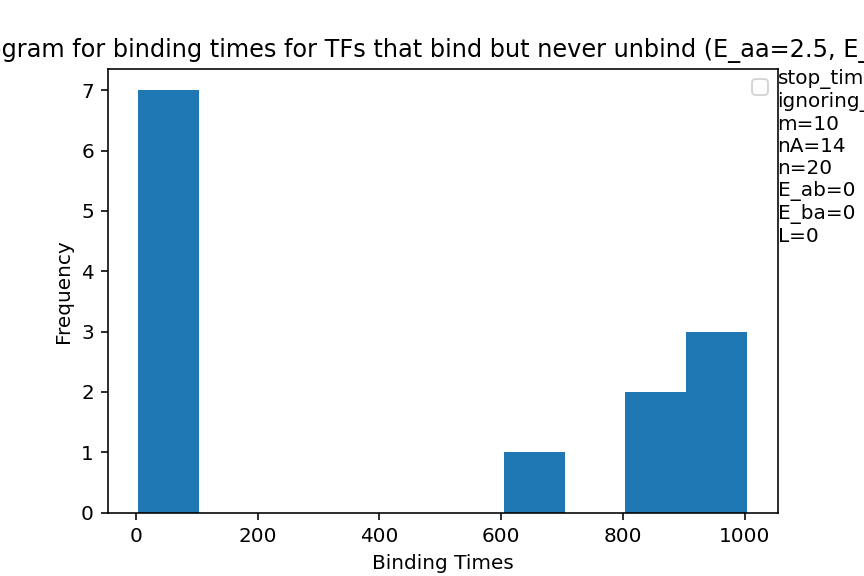 gram for binding times for TFs that bind but never unbind (E_aa=2.5, E_
7
6
5
4
3
2
1
0
Frequency
0 200 400 600 800 1000
Binding Times
stop_tim
ignoring_
m=10
nA=14
n=20
E_ab=0
E_ba=0
L=0